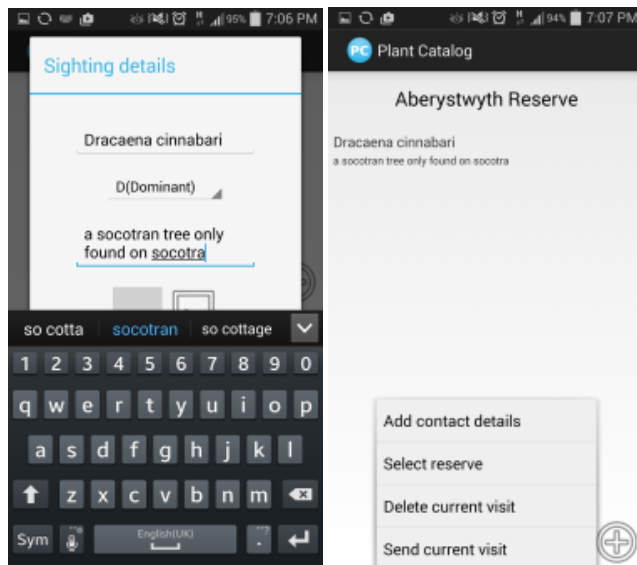 95% 7:06 PM
Sighting details
Dracaena cinnabari
D(Dominant)
a socotran tree only
found on socotra
so cotta socotran so cottage
1 2 3 4 5 6 7 8 9 0
q w e r t y u i o p
a s d f g h j k l
z x c v b n m
Sym English(UK) .
94% 7:07 PM
PC Plant Catalog
Aberystwyth Reserve
Dracaena cinnabari
a socotran tree only found on socotra
Add contact details
Select reserve
Delete current visit
Send current visit